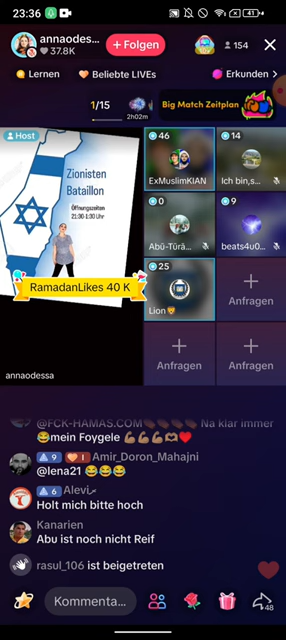 23:36
41
annaodes...
37.8K
+ Folgen
154
Lernen
Beliebte LIVEs
Erkunden
1/15
2h02m
Big Match Zeitplan
Host
Zionisten
Bataillon
Öffnungszeiten
21:30-1:30 Uhr
RamadanLikes 40 K
annaodessa
46
ExMuslimKIAN
14
Ich bin,s...
0
Abū-Türā...
9
beats4u0...
25
Lion🦁
+
Anfragen
+
Anfragen
+
Anfragen
@FCK-HAMAS.COM Na klar immer
😂mein Foygele 💪🏽💪🏽💪🏽🫶🏽❤️
9 1 Amir_Doron_Mahajni
@lena21 😂😂😂
6 Alevi
Holt mich bitte hoch
Kanarien
Abu ist noch nicht Reif
rasul_106 ist beigetreten
Kommenta...
48